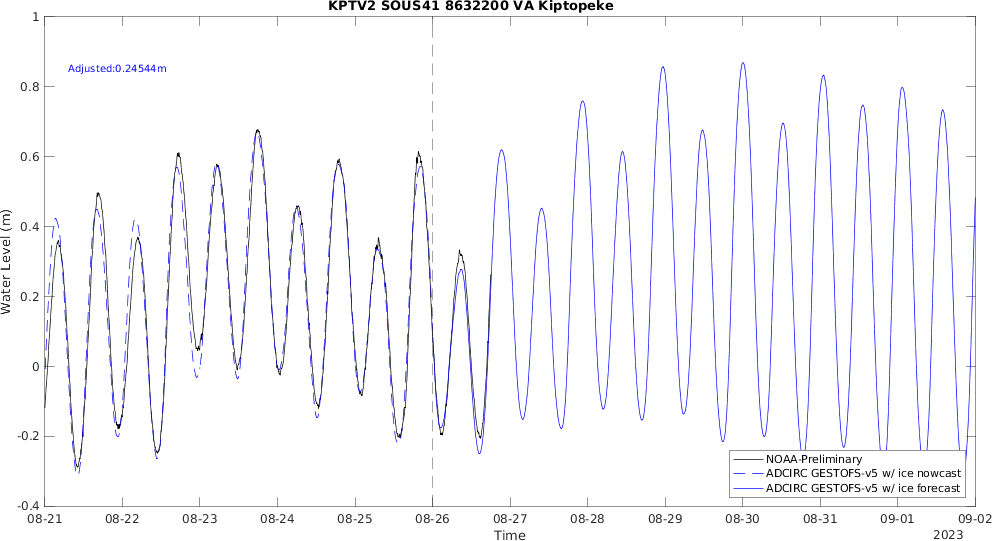 KPTV2 SOUS41 8632200 VA Kiptopeke
1
0.8
0.6
0.4
0.2
0
-0.2
-0.4
Water Level (m)
Adjusted:0.24544m
NOAA-Preliminary
ADCIRC GESTOFS-v5 w/ ice nowcast
ADCIRC GESTOFS-v5 w/ ice forecast
08-21 08-22 08-23 08-24 08-25 08-26 08-27 08-28 08-29 08-30 08-31 09-01 09-02
Time
2023